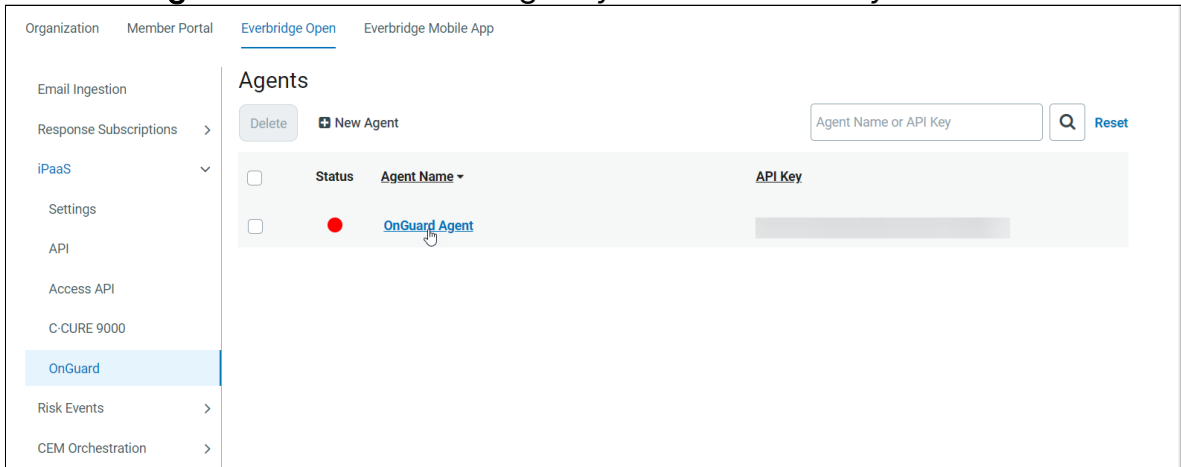 Organization Member Portal Everbridge Open Everbridge Mobile App
Email Ingestion
Response Subscriptions
iPaaS
Settings
API
Access API
C·CURE 9000
OnGuard
Risk Events
CEM Orchestration
Agents
Delete New Agent Agent Name or API Key Reset
Status Agent Name API Key
OnGuard Agent